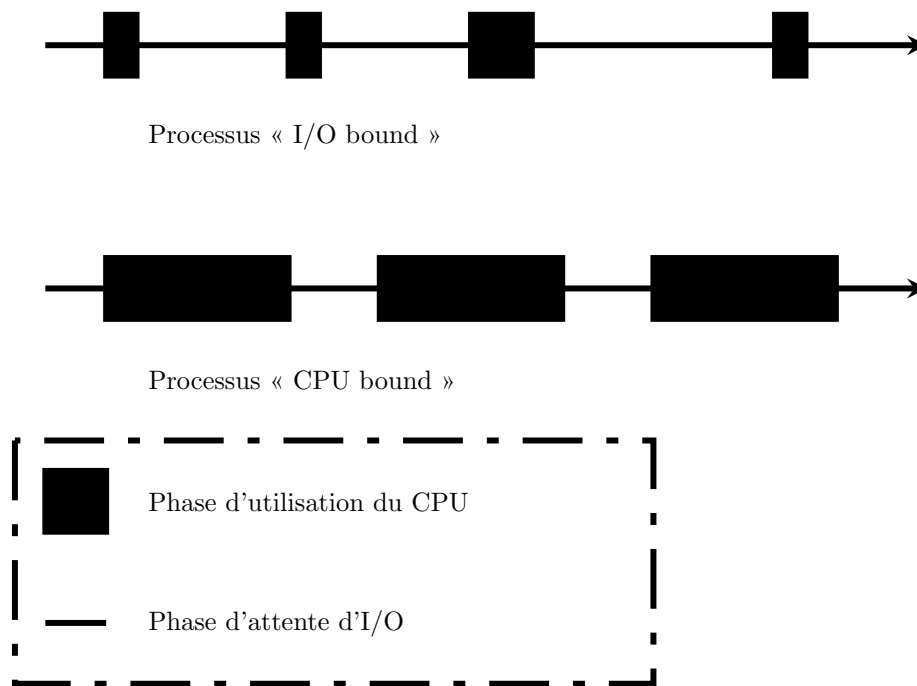 Processus « I/O bound »
Processus « CPU bound »
Phase d'utilisation du CPU
Phase d'attente d'I/O